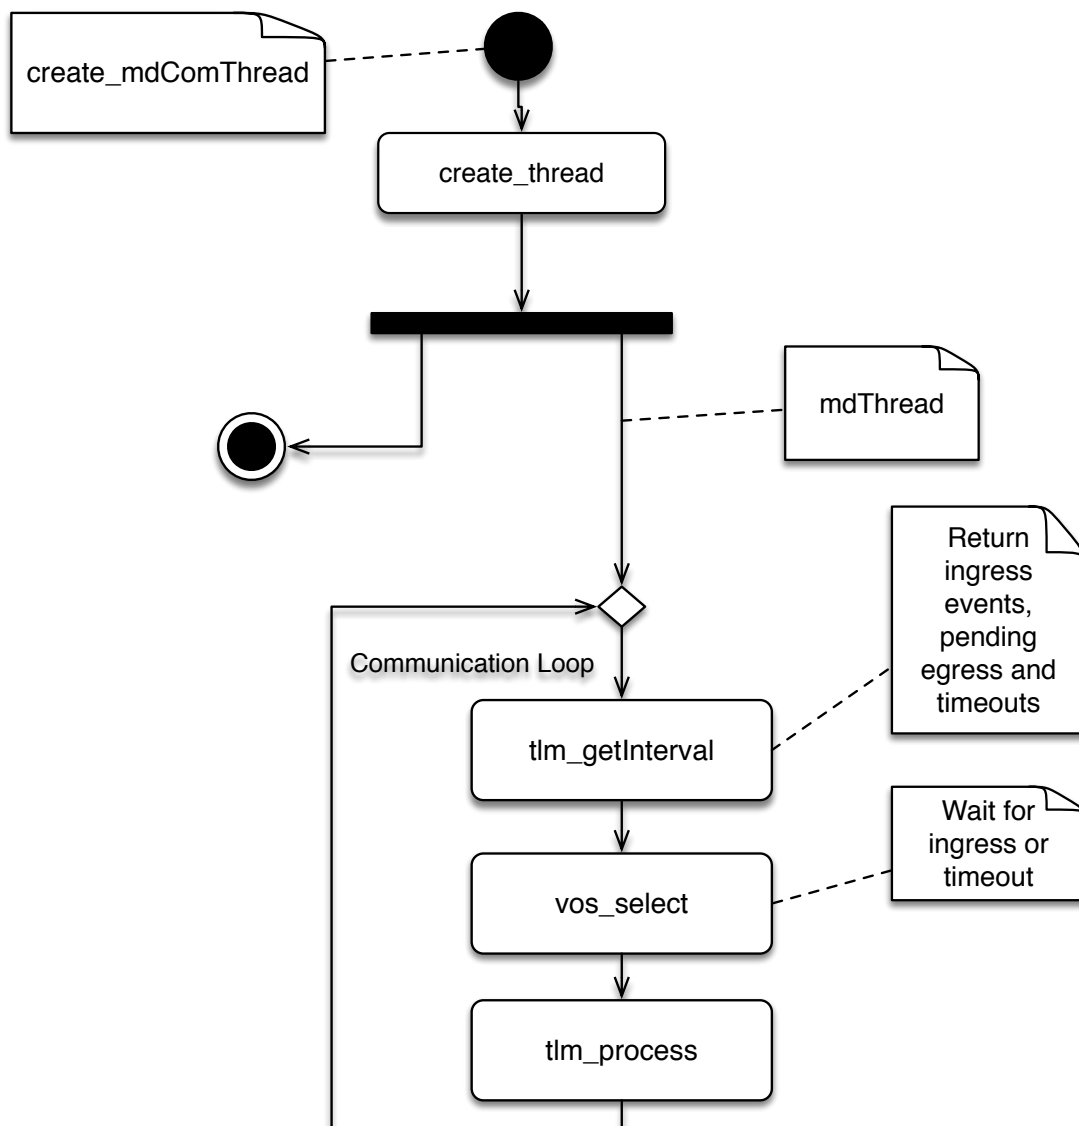 create_mdComThread
create_thread
mdThread
Return
ingress
events,
pending
egress and
timeouts
Communication Loop
tlm_getInterval
Wait for
ingress or
timeout
vos_select
tlm_process